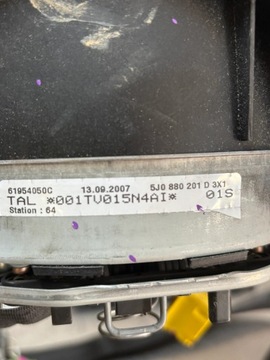 61954050C 13.09.2007 5J0 880 201 D 3X1
TAL *001TV015N4AI* 01S
Station : 64